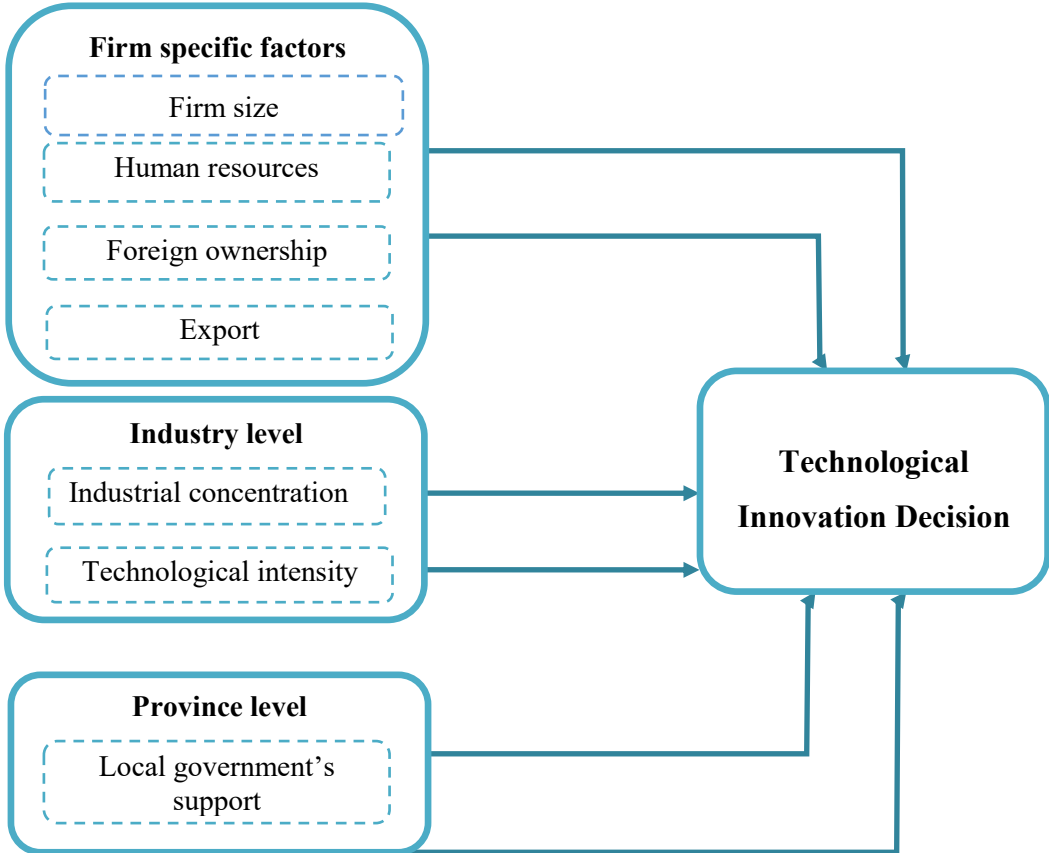 Firm specific factors
Firm size
Human resources
Foreign ownership
Export
Industry level
Industrial concentration
Technological intensity
Technological
Innovation Decision
Province level
Local government’s
support